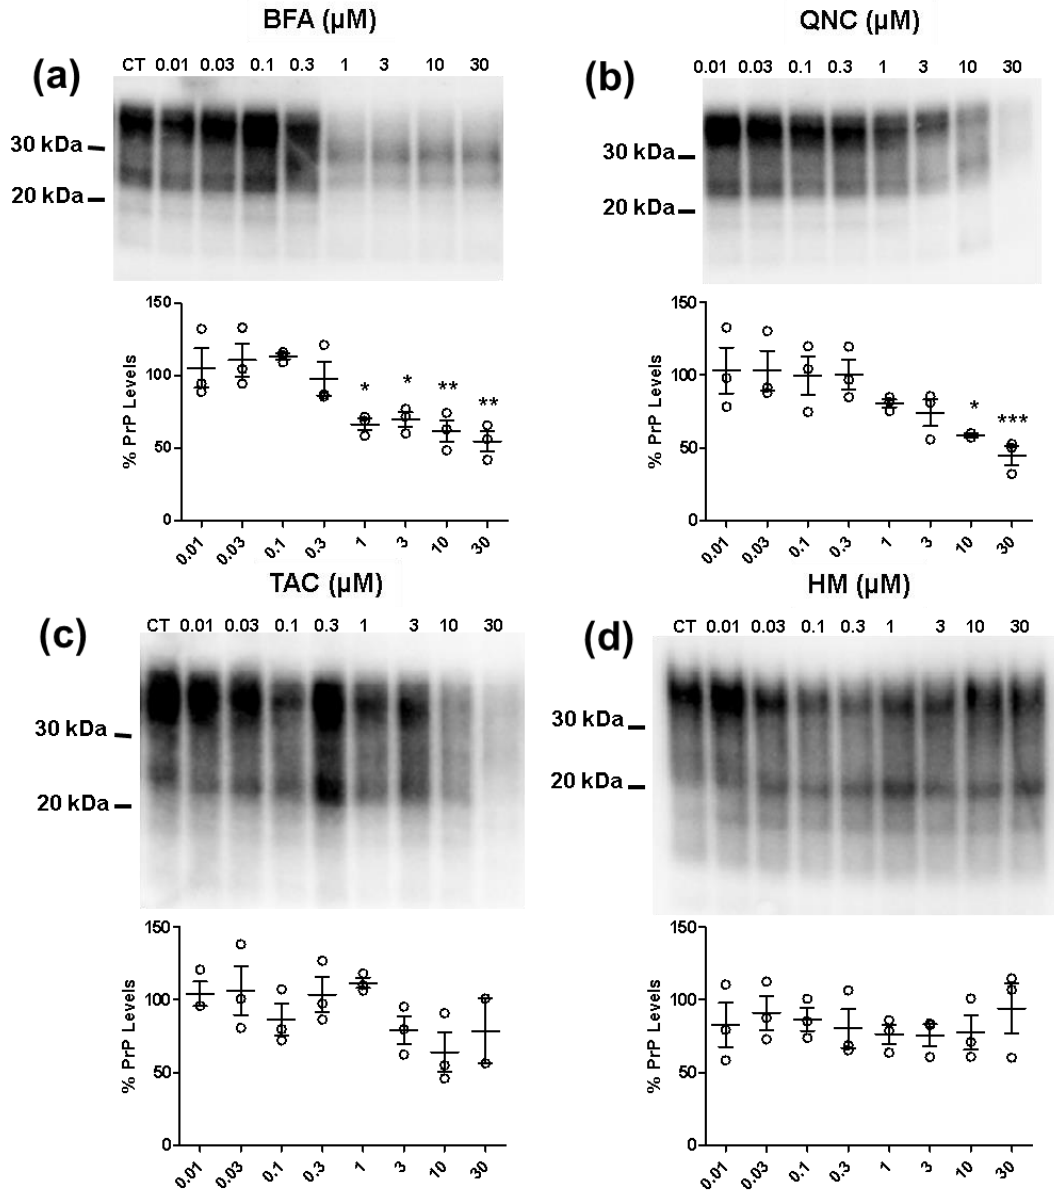 BFA (µM)
(a)
CT 0.01 0.03 0.1 0.3 1 3 10 30
30 kDa
20 kDa
% PrP Levels
150
100
50
0
* * ** **
0.01 0.03 0.1 0.3 1 3 10 30
QNC (µM)
(b)
0.01 0.03 0.1 0.3 1 3 10 30
30 kDa
20 kDa
% PrP Levels
150
100
50
0
* ***
0.01 0.03 0.1 0.3 1 3 10 30
TAC (µM)
(c)
CT 0.01 0.03 0.1 0.3 1 3 10 30
30 kDa
20 kDa
% PrP Levels
150
100
50
0
0.01 0.03 0.1 0.3 1 3 10 30
HM (µM)
(d)
CT 0.01 0.03 0.1 0.3 1 3 10 30
30 kDa
20 kDa
% PrP Levels
150
100
50
0
0.01 0.03 0.1 0.3 1 3 10 30